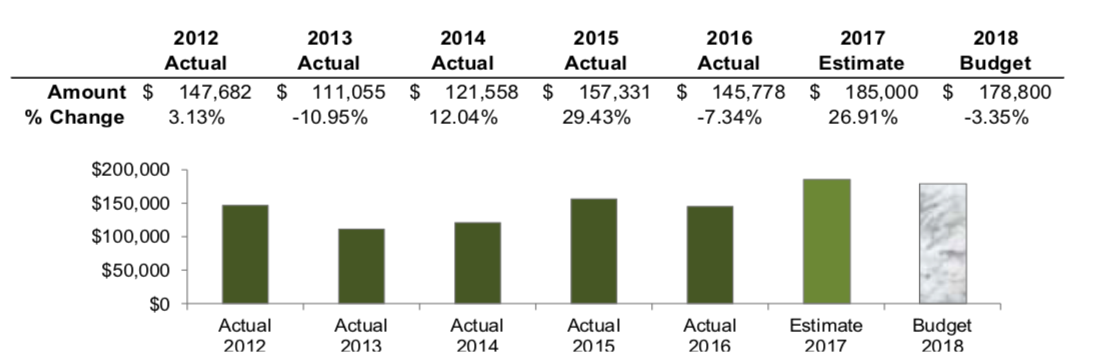 2012 2013 2014 2015 2016 2017 2018
Actual Actual Actual Actual Actual Estimate Budget
Amount $ 147,682 $ 111,055 $ 121,558 $ 157,331 $ 145,778 $ 185,000 $ 178,800
% Change 3.13% -10.95% 12.04% 29.43% -7.34% 26.91% -3.35%
$200,000
$150,000
$100,000
$50,000
$0
Actual Actual Actual Actual Actual Estimate Budget
2012 2013 2014 2015 2016 2017 2018